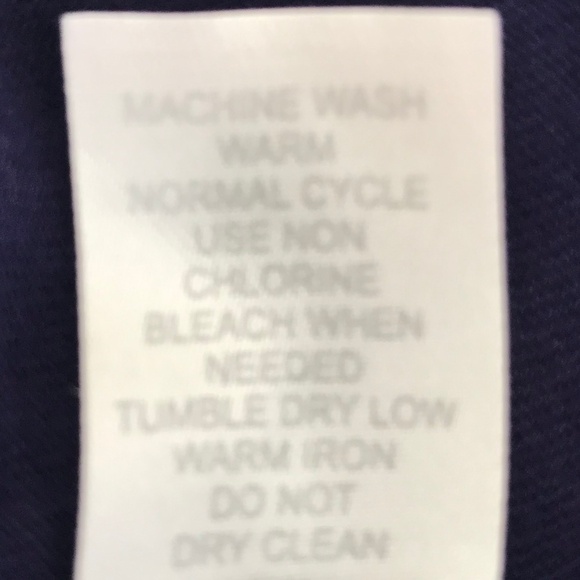 MACHINE WASH
WARM
NORMAL CYCLE
USE NON
CHLORINE
BLEACH WHEN
NEEDED
TUMBLE DRY LOW
WARM IRON
DO NOT
DRY CLEAN